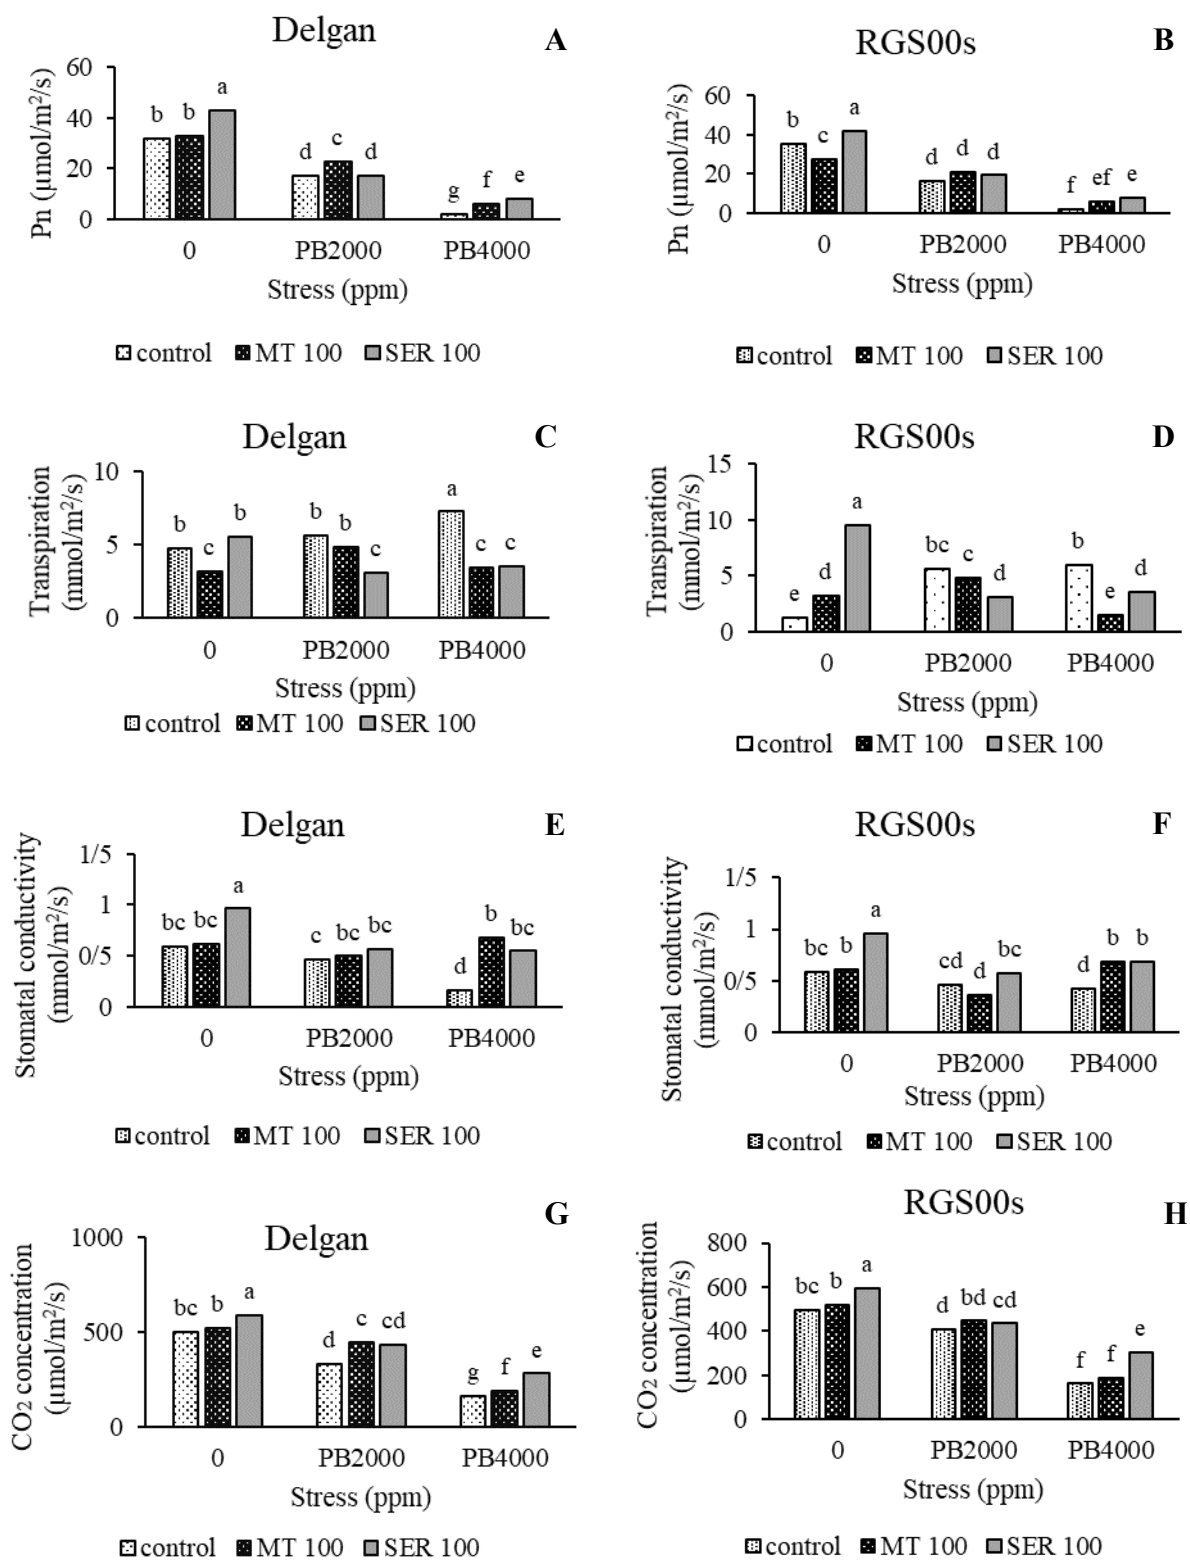 Delgan
A
Pn (μmol/m²/s)
60
40
20
0
b b a
d c d
g f e
0 PB2000 PB4000
Stress (ppm)
control MT 100 SER 100
RGS00s
B
Pn (μmol/m²/s)
60
40
20
0
b c a
d d d
f ef e
0 PB2000 PB4000
Stress (ppm)
control MT 100 SER 100
Delgan
C
Transpiration
(mmol/m²/s)
10
5
0
b c b
b b c
a c c
0 PB2000 PB4000
Stress (ppm)
control MT 100 SER 100
RGS00s
D
Transpiration
(mmol/m²/s)
15
10
5
0
e d a
bc c d
b e d
0 PB2000 PB4000
Stress (ppm)
control MT 100 SER 100
Delgan
E
Stomatal conductivity
(mmol/m²/s)
1/5
1
0/5
0
bc bc a
c bc bc
d b bc
0 PB2000 PB4000
Stress (ppm)
control MT 100 SER 100
RGS00s
F
Stomatal conductivity
(mmol/m²/s)
1/5
1
0/5
0
bc b a
cd d bc
d b b
0 PB2000 PB4000
Stress (ppm)
control MT 100 SER 100
Delgan
G
CO₂ concentration
(μmol/m²/s)
1000
500
0
bc b a
d c cd
g f e
0 PB2000 PB4000
Stress (ppm)
control MT 100 SER 100
RGS00s
H
CO₂ concentration
(μmol/m²/s)
800
600
400
200
0
bc b a
d bd cd
f f e
0 PB2000 PB4000
Stress (ppm)
control MT 100 SER 100